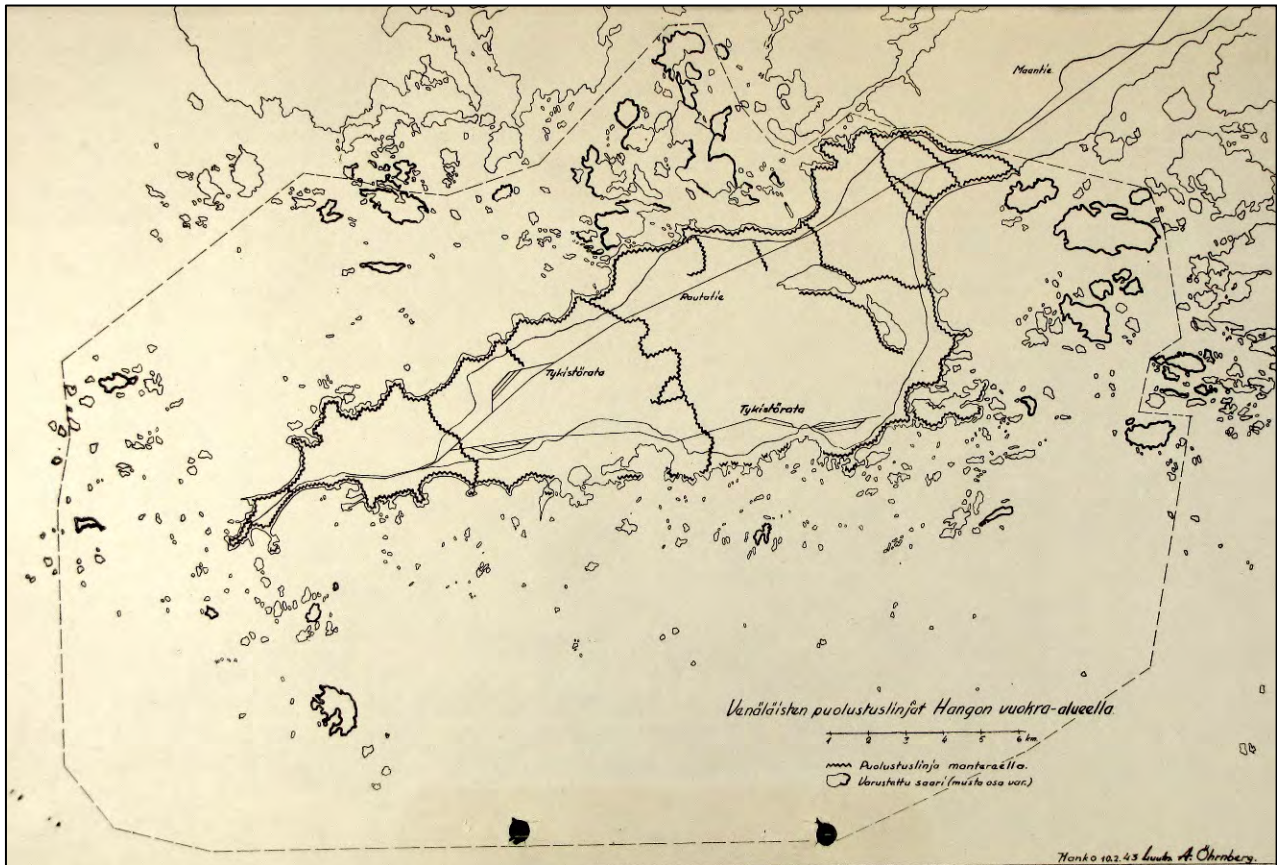 Maantie
Rautatie
Tykistörata
Tykistörata
Venäläisten puolustuslinjat Hangon vuokra-alueella.
1 2 3 4 5 6 km.
Puolustuslinja mantereella.
Varustettu saari (musta osa var.)
Hanko 10.2.43 Luutn. A. Öhrnberg.